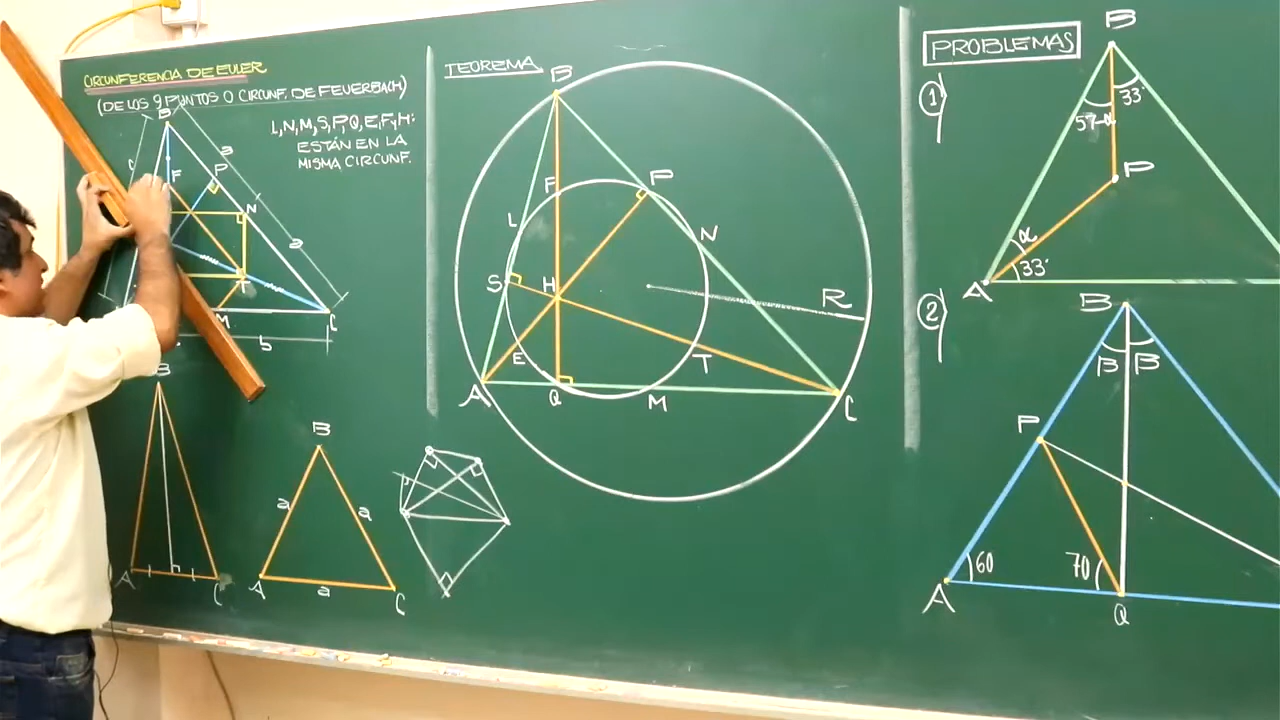 CIRCUNFERENCIA DE EULER
(DE LOS 9 PUNTOS O CIRCUNF. DE FEUERBACH)
L,N,M,S,P,Q,E,F,H:
ESTÁN EN LA
MISMA CIRCUNF.
B
c
a
F
P
N
a
T
M
C
b
B
A
C
B
a
a
A
a
C
TEOREMA
B
F
P
L
N
S
H
R
E
T
A
Q
M
C
PROBLEMAS
1)
B
33°
57-α
P
α
33°
A
2)
B
β
β
P
60
70
A
Q